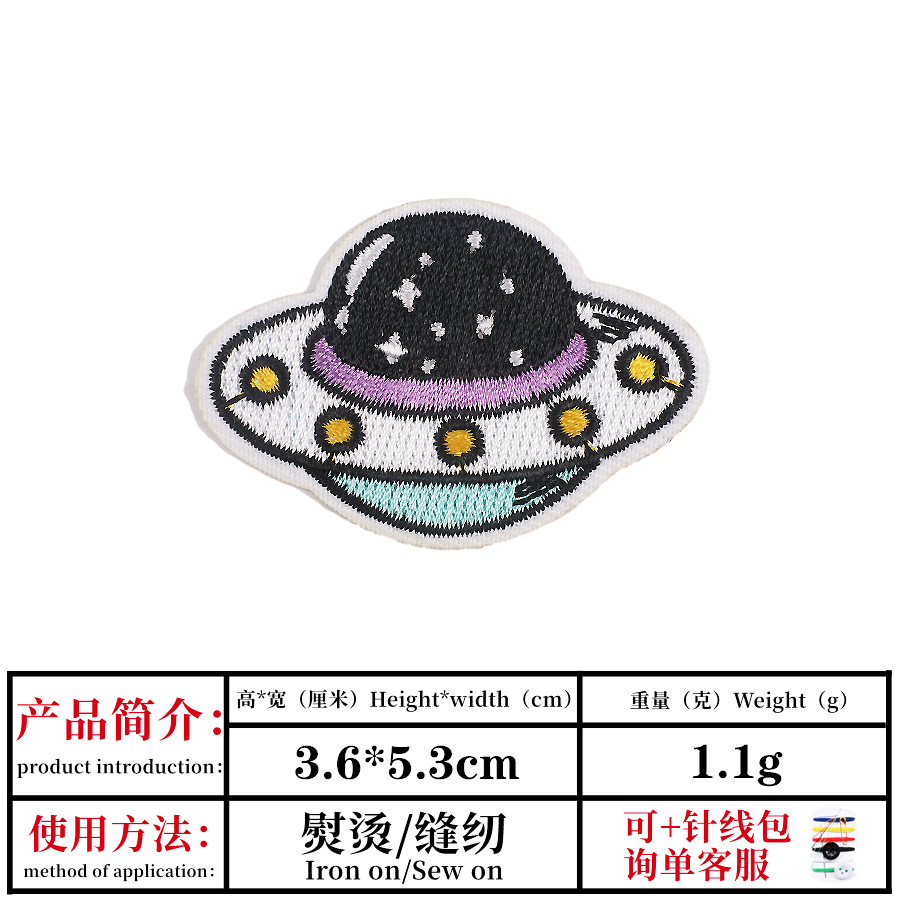 产品简介:
product introduction:
高*宽（厘米）Height*width（cm）
重量（克）Weight（g）
3.6*5.3cm
1.1g
使用方法:
method of application:
熨烫/缝纫
Iron on/Sew on
可+针线包
询单客服